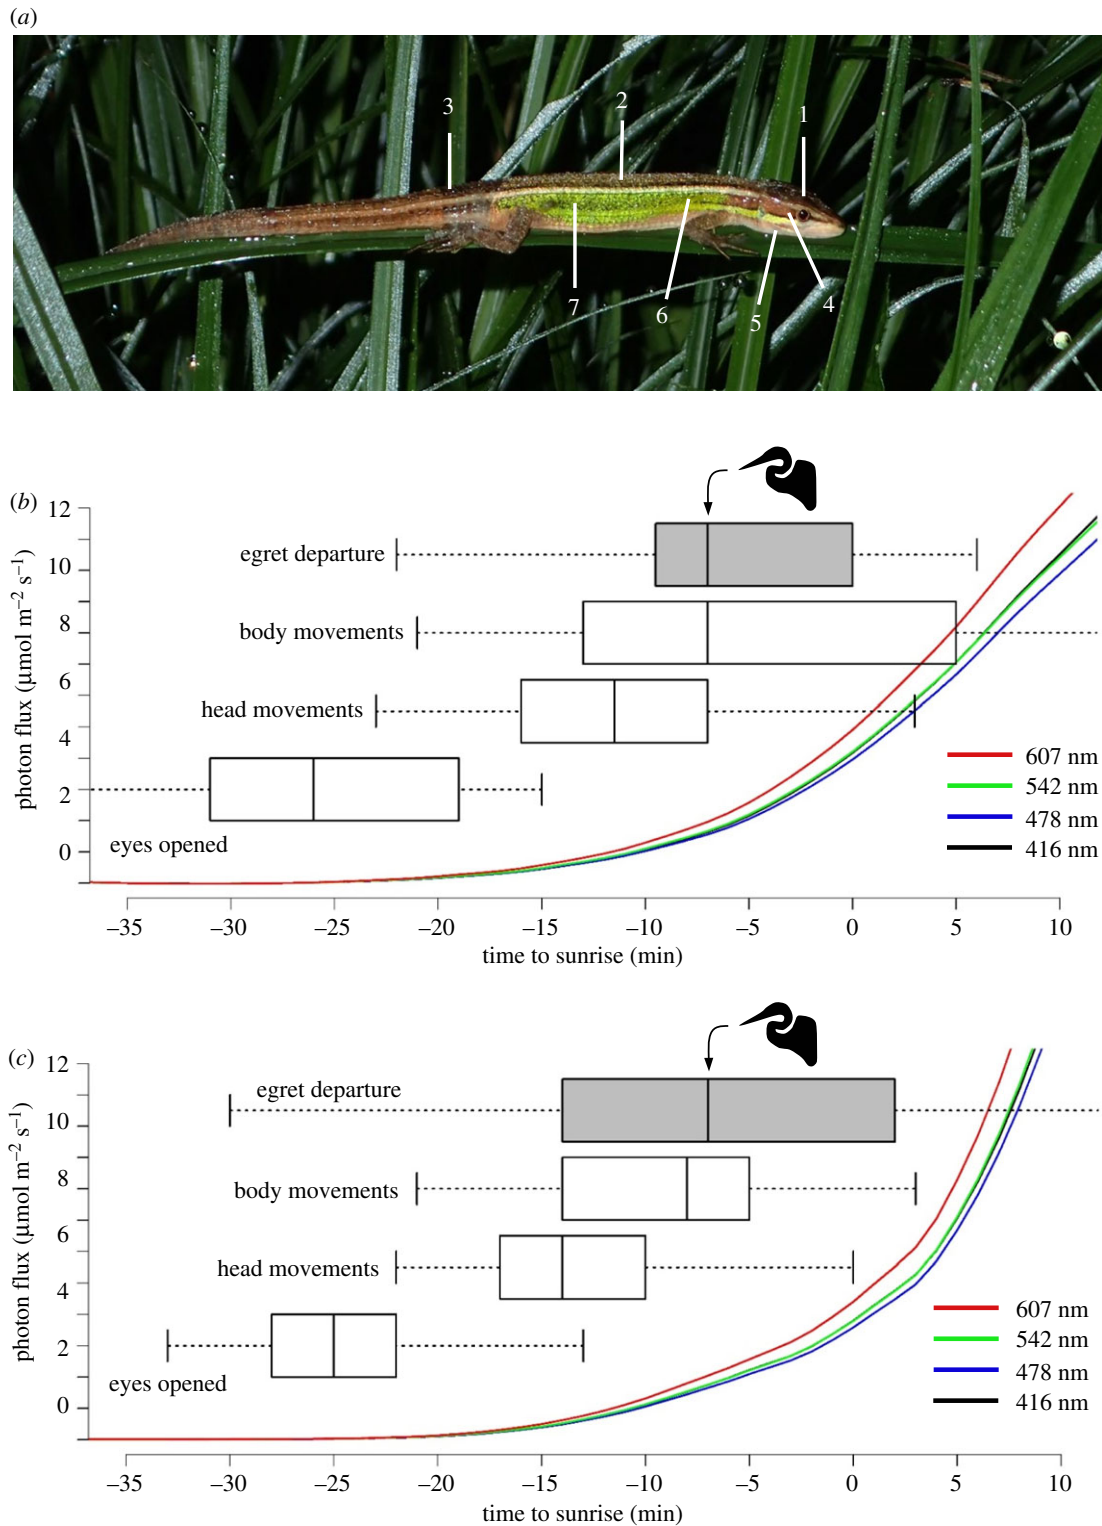 (a)
3
2
1
7
6
5
4
(b)
photon flux (µmol m⁻² s⁻¹)
12
10
8
6
4
2
0
egret departure
body movements
head movements
eyes opened
607 nm
542 nm
478 nm
416 nm
–35 –30 –25 –20 –15 –10 –5 0 5 10
time to sunrise (min)
(c)
photon flux (µmol m⁻² s⁻¹)
12
10
8
6
4
2
0
egret departure
body movements
head movements
eyes opened
607 nm
542 nm
478 nm
416 nm
–35 –30 –25 –20 –15 –10 –5 0 5 10
time to sunrise (min)